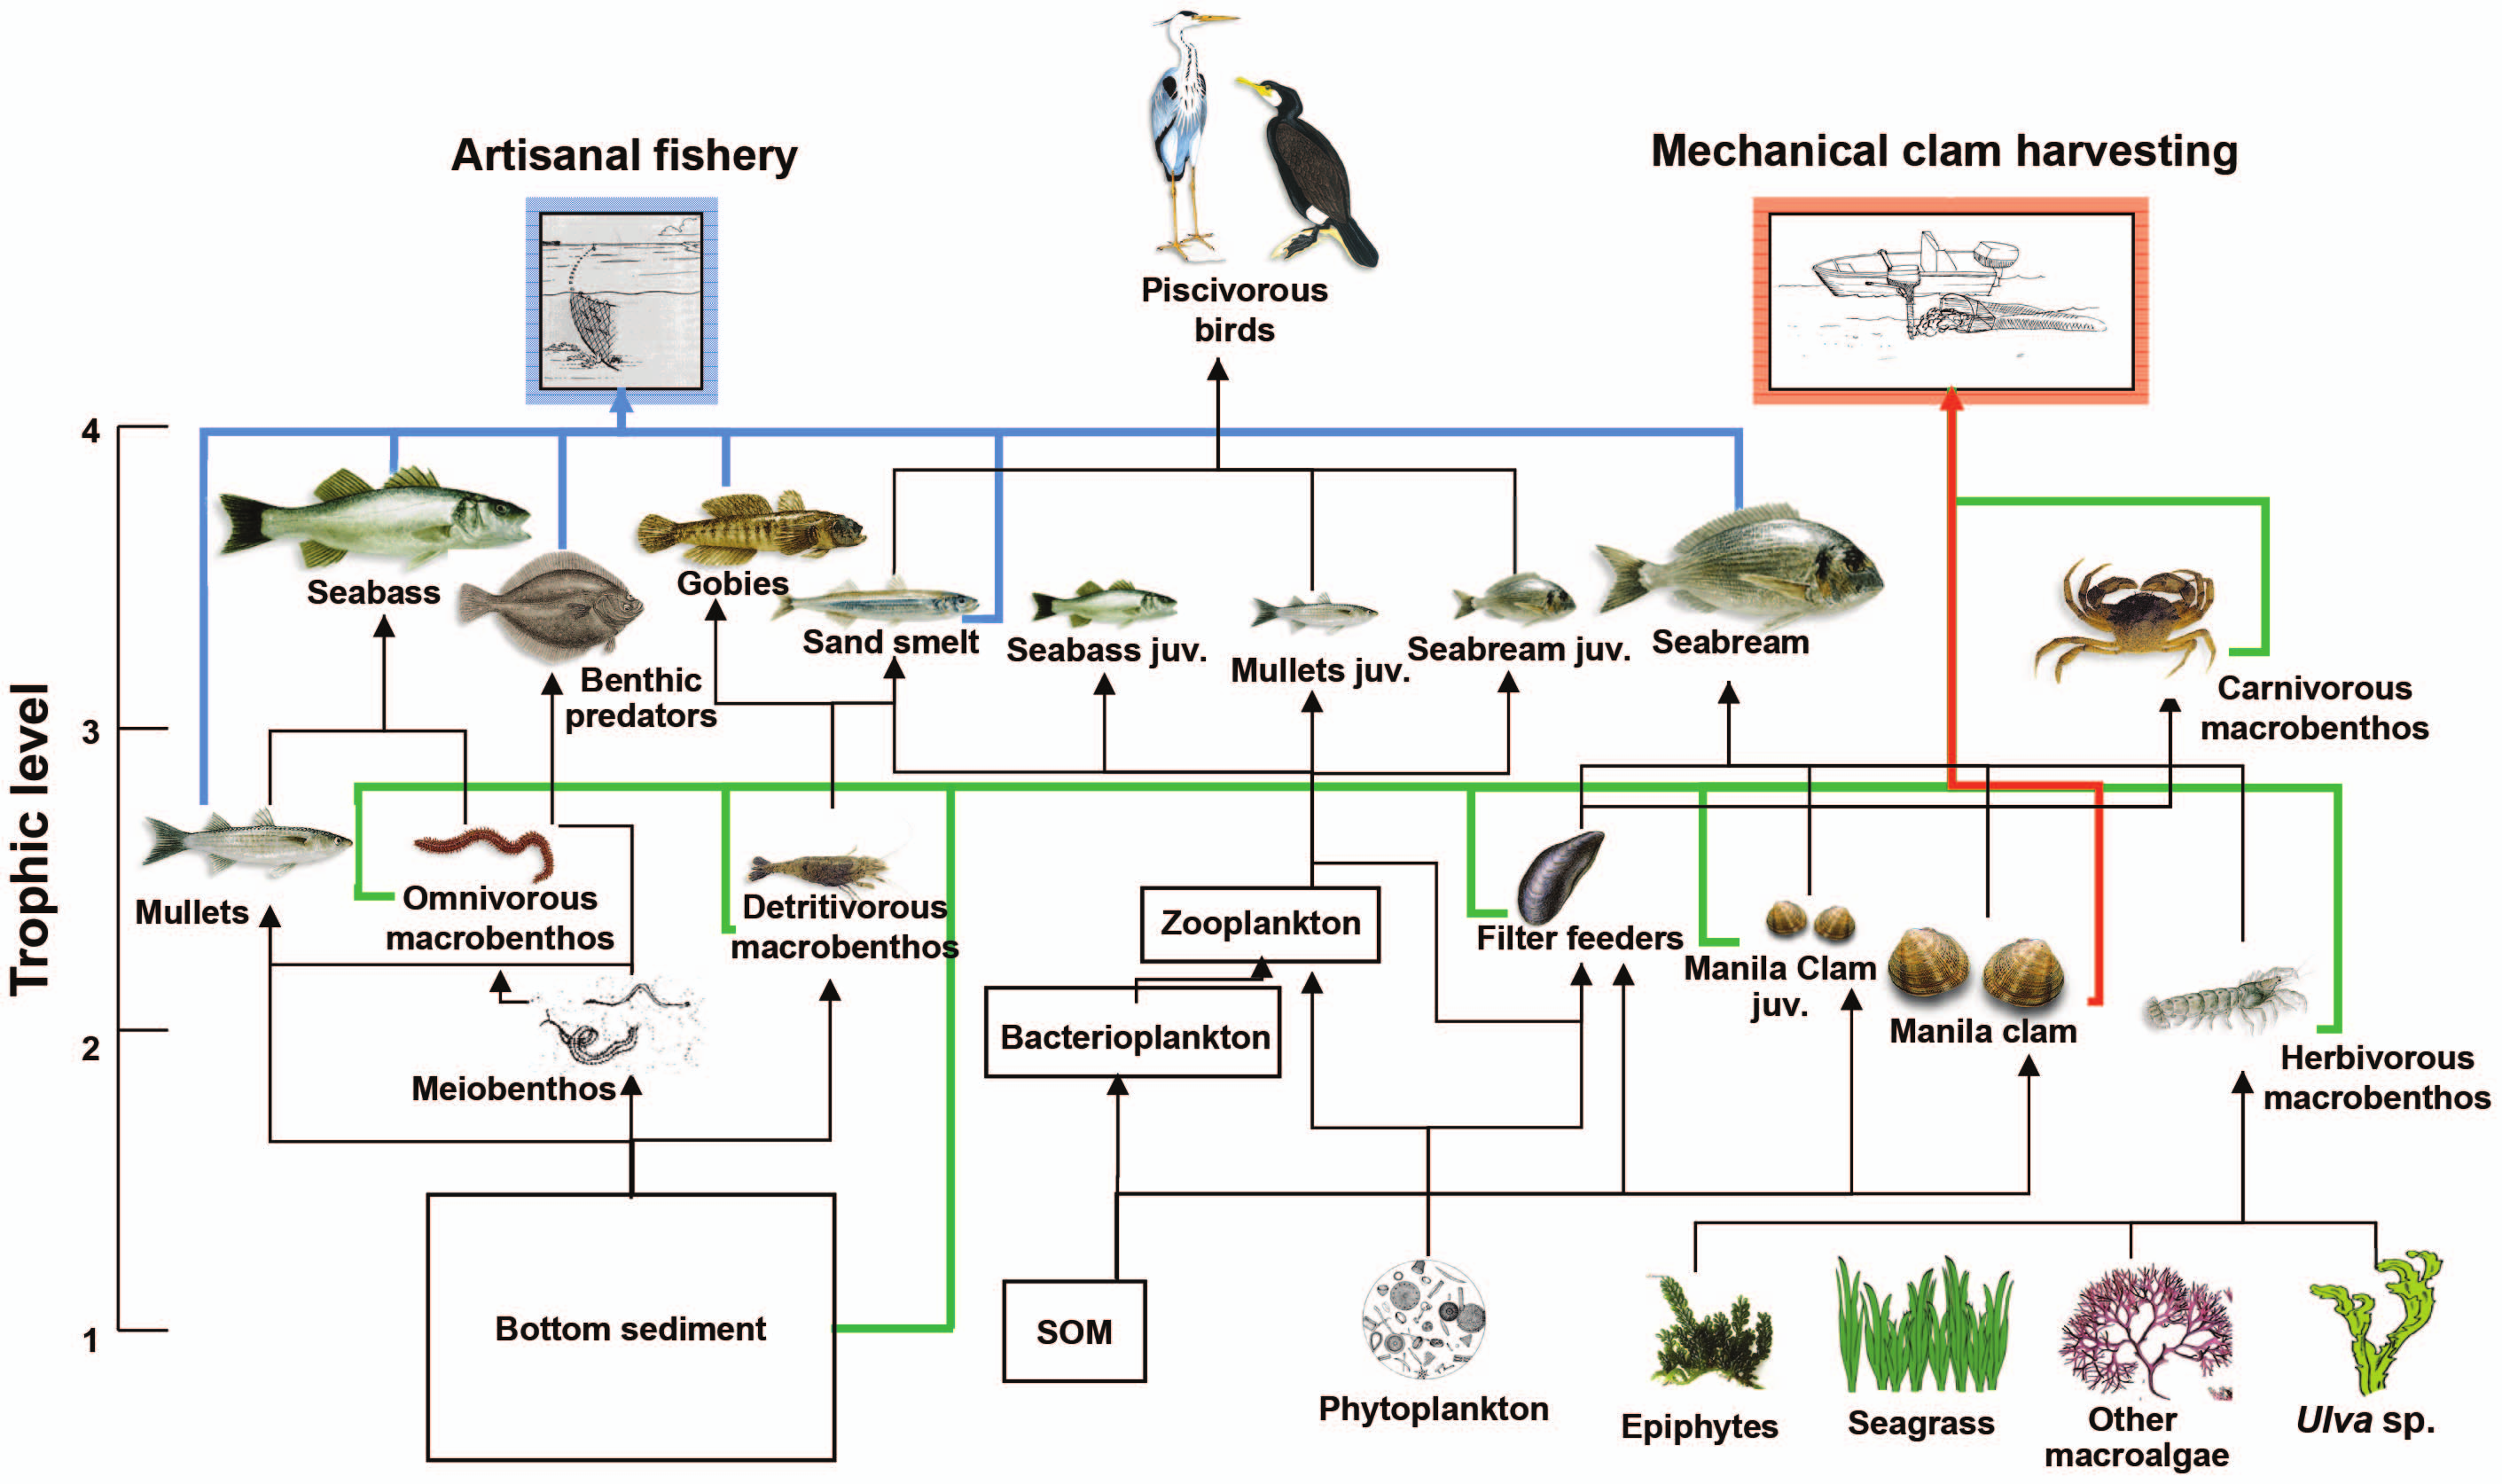 Artisanal fishery
Mechanical clam harvesting
Piscivorous
birds
Trophic level
4
3
2
1
Seabass
Benthic
predators
Gobies
Sand smelt
Seabass juv.
Mullets juv.
Seabream juv.
Seabream
Carnivorous
macrobenthos
Mullets
Omnivorous
macrobenthos
Detritivorous
macrobenthos
Zooplankton
Filter feeders
Manila Clam
juv.
Manila clam
Herbivorous
macrobenthos
Meiobenthos
Bacterioplankton
Bottom sediment
SOM
Phytoplankton
Epiphytes
Seagrass
Other
macroalgae
Ulva sp.